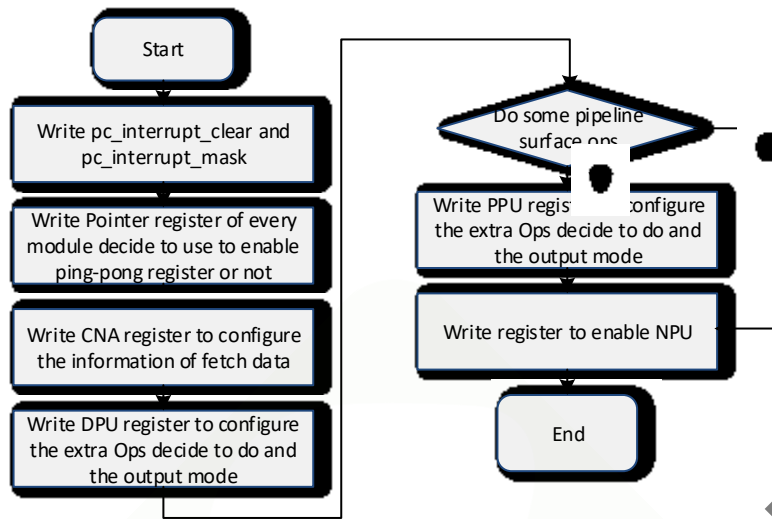 Start
Write pc_interrupt_clear and
pc_interrupt_mask
Write Pointer register of every
module decide to use to enable
ping-pong register or not
Write CNA register to configure
the information of fetch data
Write DPU register to configure
the extra Ops decide to do and
the output mode
Do some pipeline
surface ops
Write PPU configure
the extra Ops decide to do and
the output mode
Write register to enable NPU
End